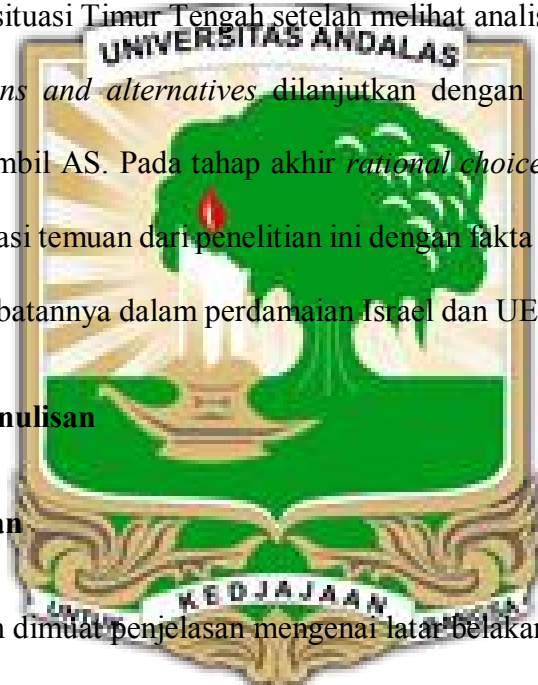 situasi Timur Tengah setelah melihat analis
UNIVERSITAS ANDALAS
ns and alternatives dilanjutkan dengan
mbil AS. Pada tahap akhir rational choice
asi temuan dari penelitian ini dengan fakta
batannya dalam perdamaian Israel dan UE
nulisan
an
KEDJAJAAN
UNTUK
n dimuat penjelasan mengenai latar belakan